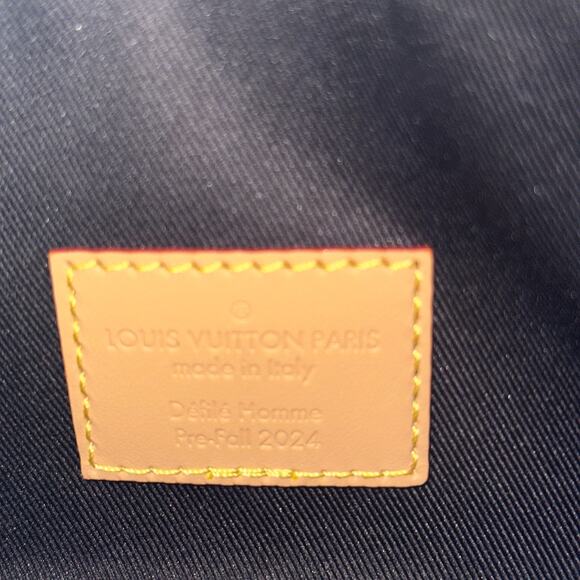 LOUIS VUITTON PARIS
made in Italy
Défilé Homme
Pre-Fall 2024